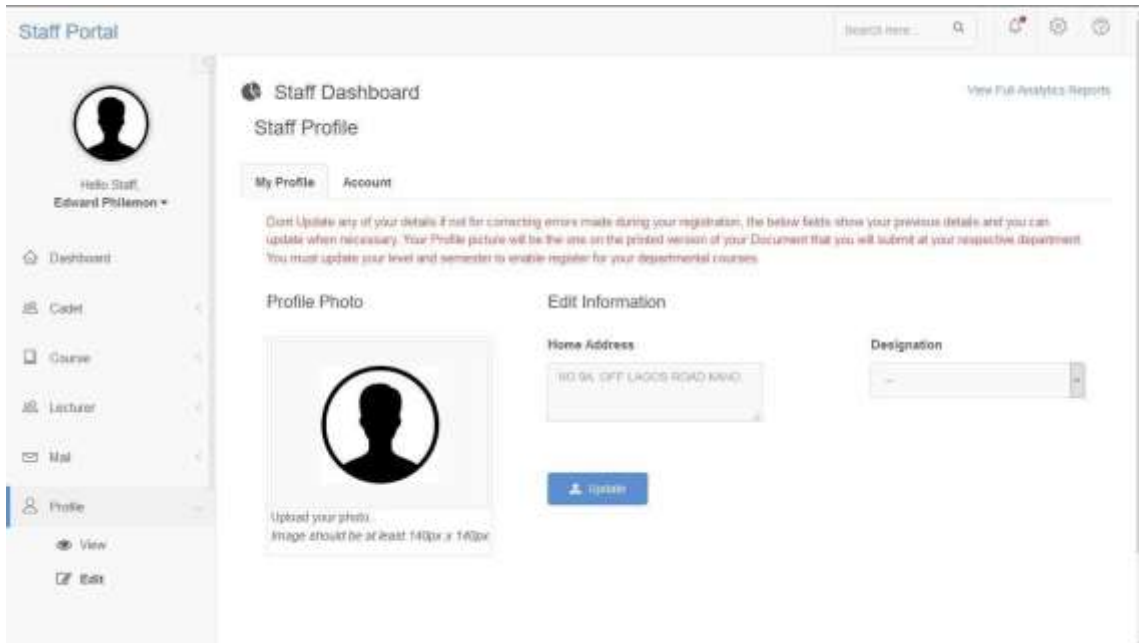 Staff Portal
Search here...
Staff Dashboard
View Full Analytics Reports
Staff Profile
Hello Staff,
Edward Philemon
My Profile Account
Dont Update any of your details if not for correcting errors made during your registration, the below fields show your previous details and you can
update when necessary. Your Profile picture will be the one on the printed version of your Document that you will submit at your respective department
You must update your level and semester to enable register for your departmental courses
Dashboard
Cadet
Course
Lecturer
Mail
Profile
View
Edit
Profile Photo
Upload your photo.
Image should be at least 140px x 140px
Edit Information
Home Address
OFF LAGOS ROAD KANO
Designation
--
Update